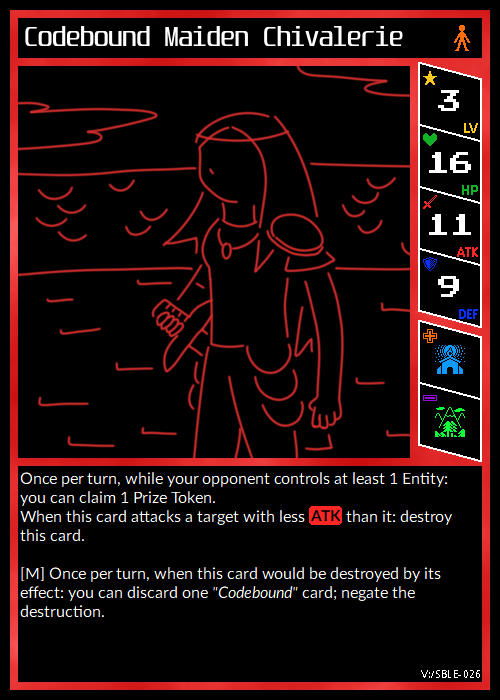 Codebound Maiden Chivalerie
3
LV
16
HP
11
ATK
9
DEF
Once per turn, while your opponent controls at least 1 Entity:
you can claim 1 Prize Token.
When this card attacks a target with less ATK than it: destroy
this card.
[M] Once per turn, when this card would be destroyed by its
effect: you can discard one "Codebound" card; negate the
destruction.
V:/SBLE-026